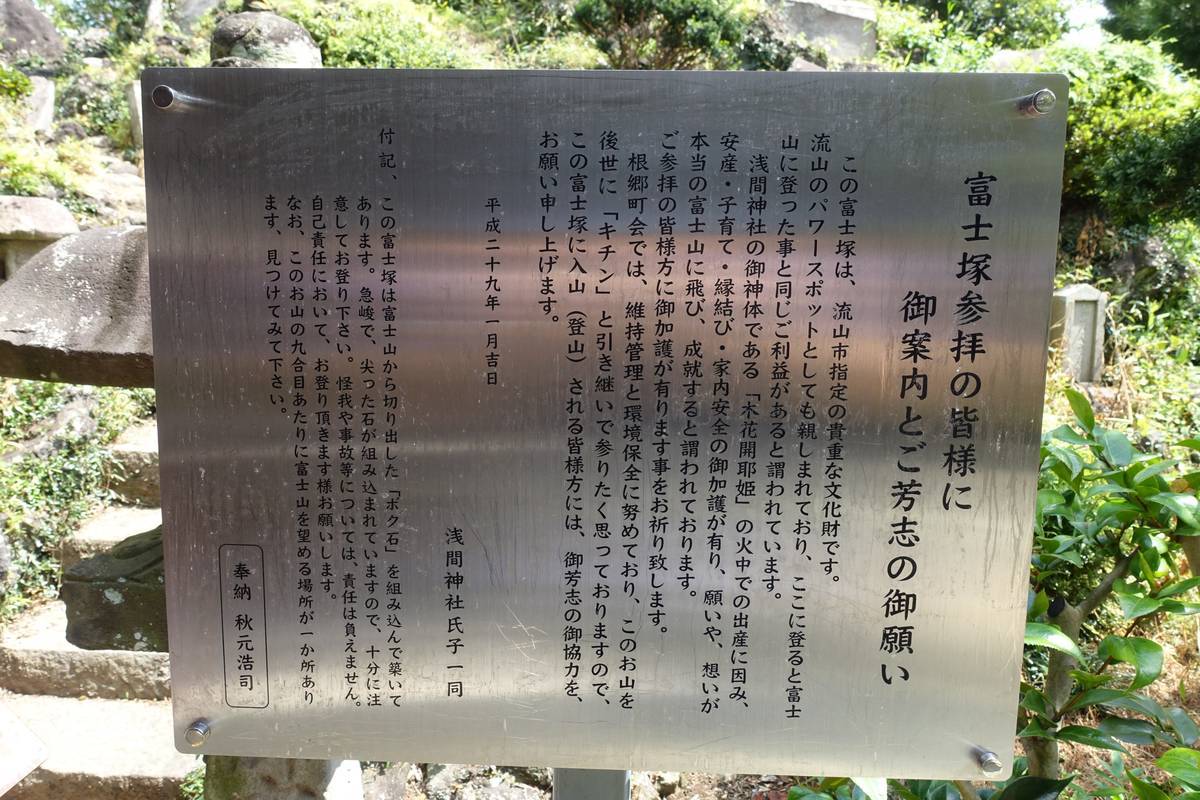 富士塚参拝の皆様に
御案内とご芳志の御願い
この富士塚は、流山市指定の貴重な文化財です。
流山のパワースポットとしても親しまれており、ここに登ると富士
山に登った事と同じご利益があると謂われています。
浅間神社の御神体である「木花開耶姫」の火中での出産に因み、
安産・子育て・縁結び・家内安全の御加護が有り、願いや、想いが
本当の富士山に飛び、成就すると謂われております。
ご参拝の皆様方に御加護が有ります事をお祈り致します。
根郷町会では、維持管理と環境保全に努めており、このお山を
後世に「キチン」と引き継いで参りたく思っておりますので、
この富士塚に入山（登山）される皆様方には、御芳志の御協力を、
お願い申し上げます。
平成二十九年一月吉日
浅間神社氏子一同
付記、この富士塚は富士山から切り出した「ボク石」を組み込んで築いて
あります。急峻で、尖った石が組み込まれていますので、十分に注
意してお登り下さい。怪我や事故等については、責任は負えません。
自己責任において、お登り頂きます様お願いします。
なお、このお山の九合目あたりに富士山を望める場所が一か所あり
ます、見つけてみて下さい。
奉納 秋元浩司